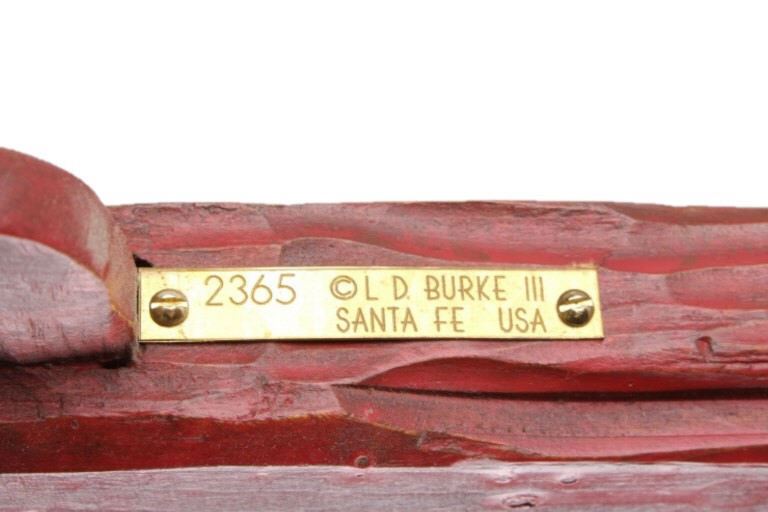 2365 © L D. BURKE III
SANTA FE USA